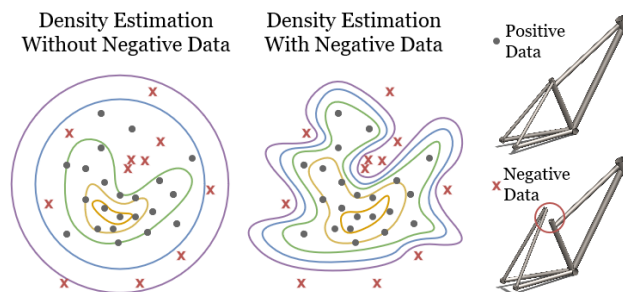 Density Estimation
Without Negative Data
Density Estimation
With Negative Data
Positive
Data
Negative
Data